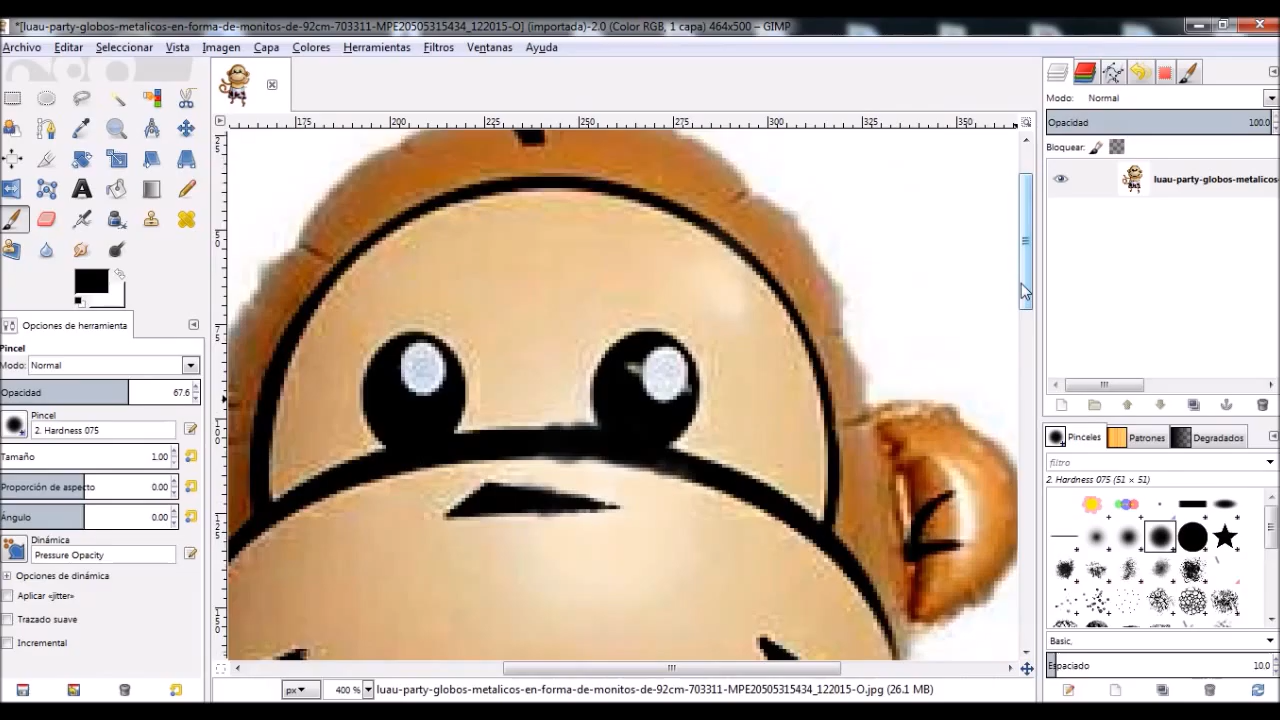 *[luau-party-globos-metalicos-en-forma-de-monitos-de-92cm-703311-MPE20505315434_122015-O] (importada)-2.0 (Color RGB, 1 capa) 464x500 – GIMP
Archivo Editar Seleccionar Vista Imagen Capa Colores Herramientas Filtros Ventanas Ayuda
175 200 225 250 275 300 325 350
Modo: Normal
Opacidad 100.0
Bloquear:
luau-party-globos-metalicos
Opciones de herramienta
Pincel
Modo: Normal
Opacidad 67.6
Pincel
2. Hardness 075
Tamaño 1.00
Proporción de aspecto 0.00
Ángulo 0.00
Dinámica
Pressure Opacity
Opciones de dinámica
Aplicar «jitter»
Trazado suave
Incremental
Pinceles Patrones Degradados
filtro
2. Hardness 075 (51 × 51)
Basic,
Espaciado 10.0
px 400 % luau-party-globos-metalicos-en-forma-de-monitos-de-92cm-703311-MPE20505315434_122015-O.jpg (26.1 MB)